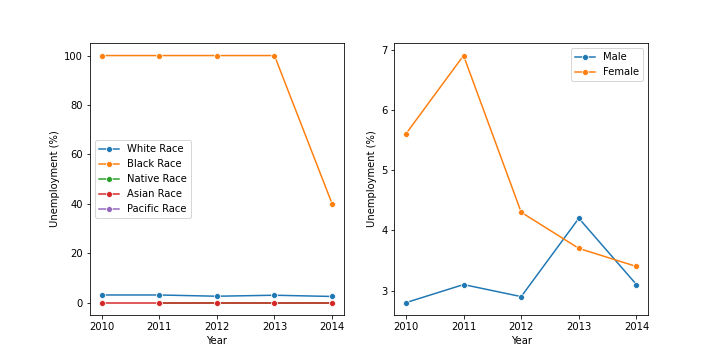 100
80
60
40
20
0
Unemployment (%)
White Race
Black Race
Native Race
Asian Race
Pacific Race
2010 2011 2012 2013 2014
Year
7
6
5
4
3
Unemployment (%)
Male
Female
2010 2011 2012 2013 2014
Year